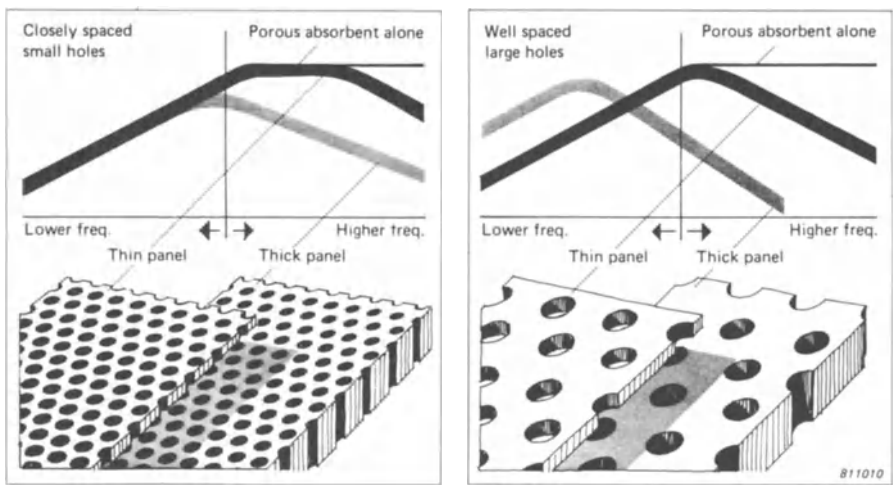 Closely spaced
small holes
Porous absorbent alone
Lower freq.
Higher freq.
Thin panel
Thick panel
Well spaced
large holes
Porous absorbent alone
Lower freq.
Higher freq.
Thin panel
Thick panel
811010